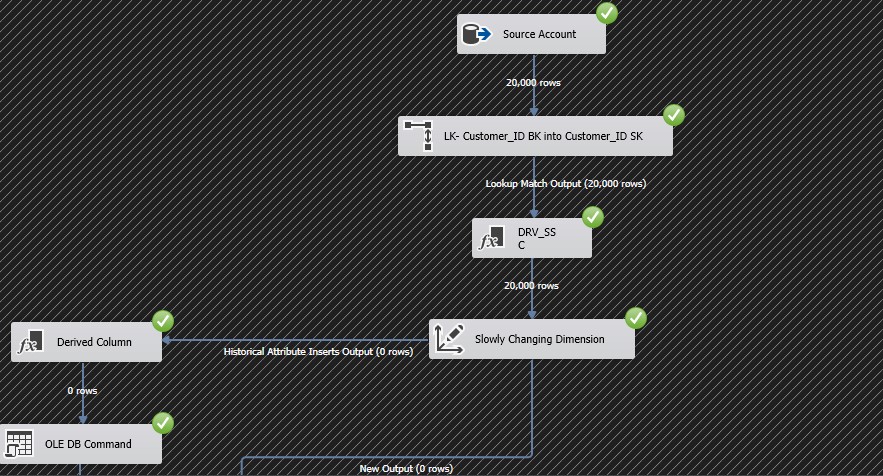 Source Account
20,000 rows
LK- Customer_ID BK into Customer_ID SK
Lookup Match Output (20,000 rows)
DRV_SS
C
20,000 rows
Slowly Changing Dimension
Derived Column
Historical Attribute Inserts Output (0 rows)
0 rows
OLE DB Command
New Output (0 rows)